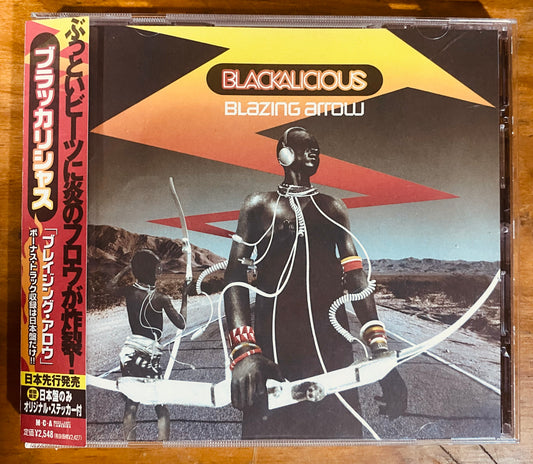 ぶっといビーツに炎のフロウが炸裂!
ブラッカリシャス
「ブレイジング・アロウ」
ボーナス・トラック収録は日本盤だけ!!
日本先行発売
日本盤のみ
オリジナル・ステッカー付
M・C・A
定価 ¥2,548
BLACKALICIOUS
BLaZING arrow